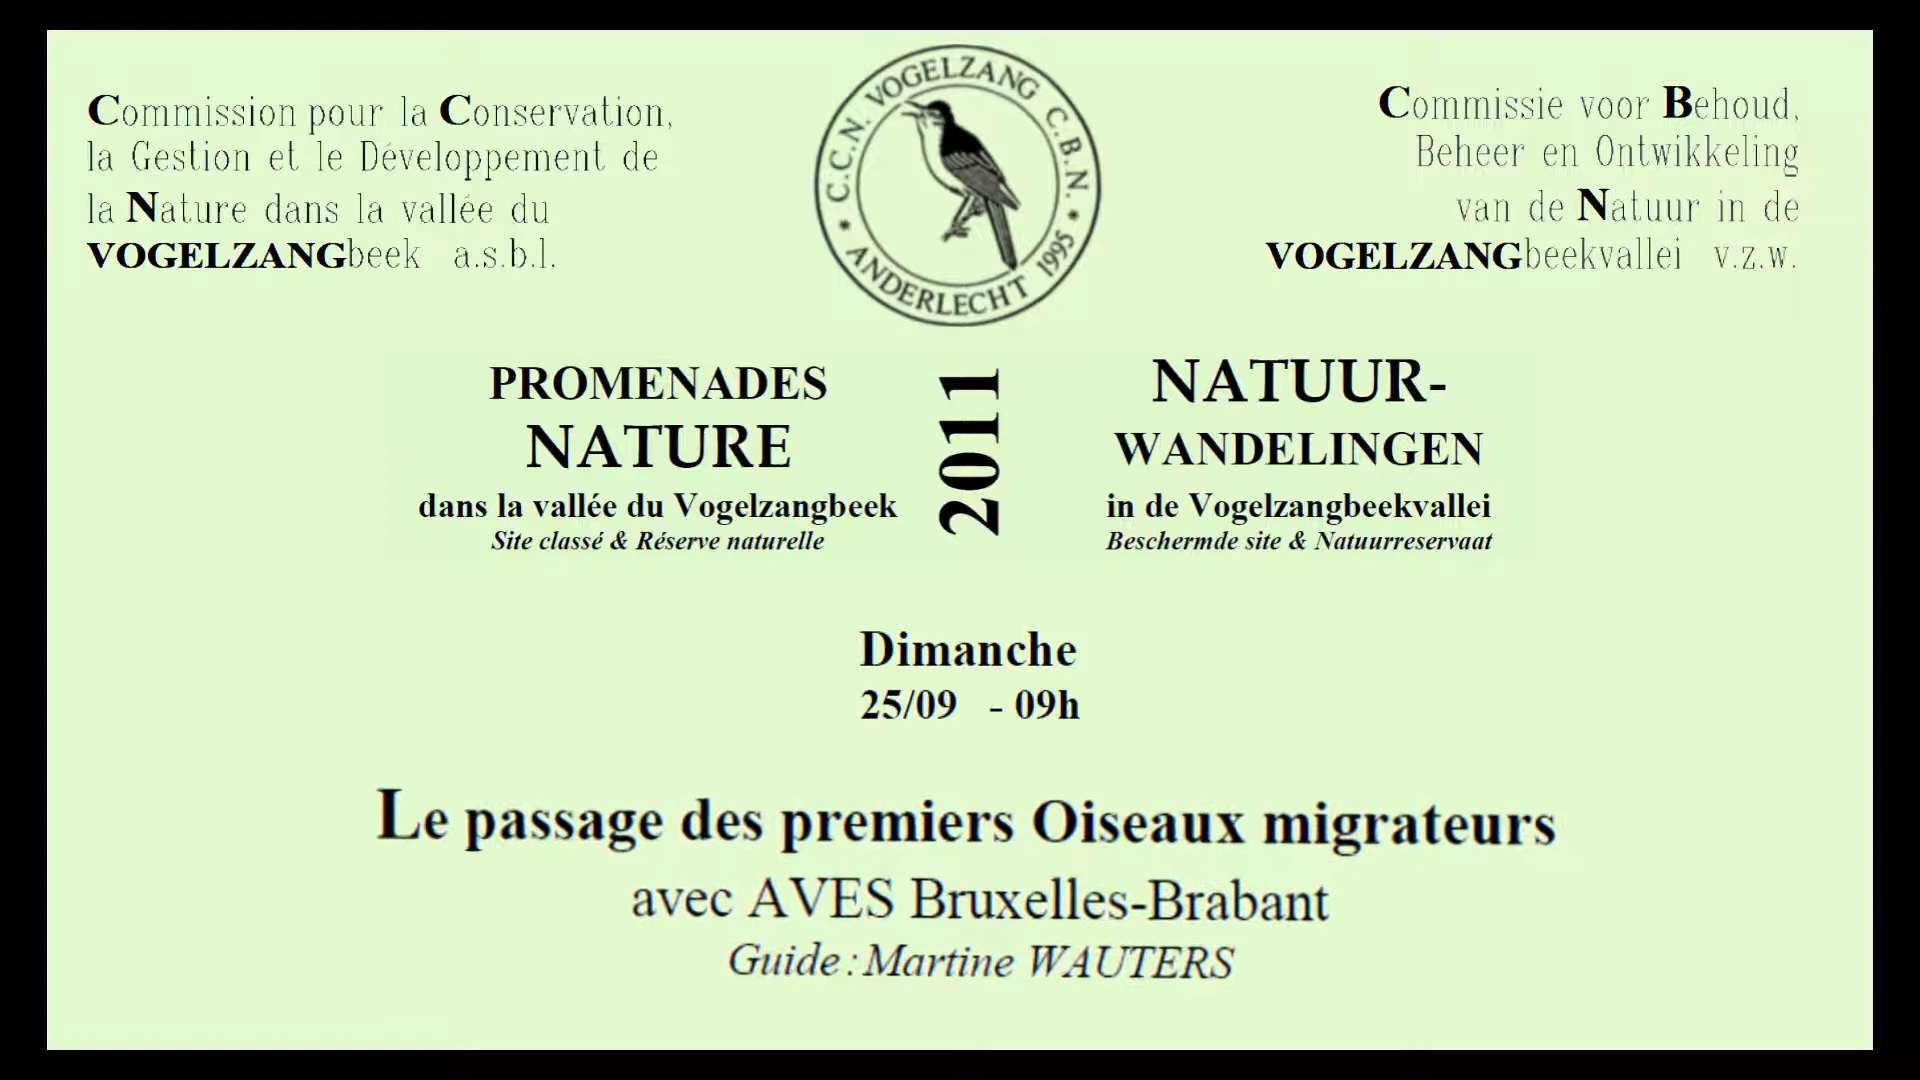 Commission pour la Conservation,
la Gestion et le Développement de
la Nature dans la vallée du
VOGELZANGbeek a.s.b.l.
C.C.N. VOGELZANG C.B.N.
* ANDERLECHT 1995 *
Commissie voor Behoud,
Beheer en Ontwikkeling
van de Natuur in de
VOGELZANGbeekvallei v.z.w.
PROMENADES
NATURE
dans la vallée du Vogelzangbeek
Site classé & Réserve naturelle
2011
NATUUR-
WANDELINGEN
in de Vogelzangbeekvallei
Beschermde site & Natuurreservaat
Dimanche
25/09 - 09h
Le passage des premiers Oiseaux migrateurs
avec AVES Bruxelles-Brabant
Guide : Martine WAUTERS